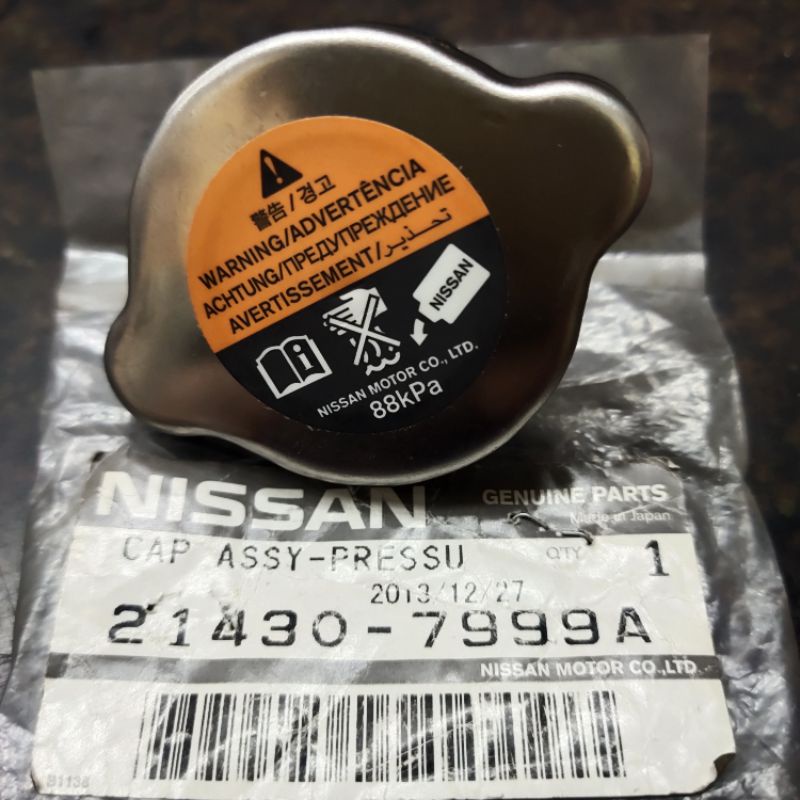 警告/경고
WARNING/ADVERTÊNCIA
ACHTUNG/ПРЕДУПРЕЖДЕНИЕ
AVERTISSEMENT/تحذير
NISSAN
NISSAN MOTOR CO., LTD.
88kPa
NISSAN GENUINE PARTS
Made in Japan
CAP ASSY-PRESSU QTY 1
2013/12/27
21430-7999A
NISSAN MOTOR CO.,LTD.
B1138